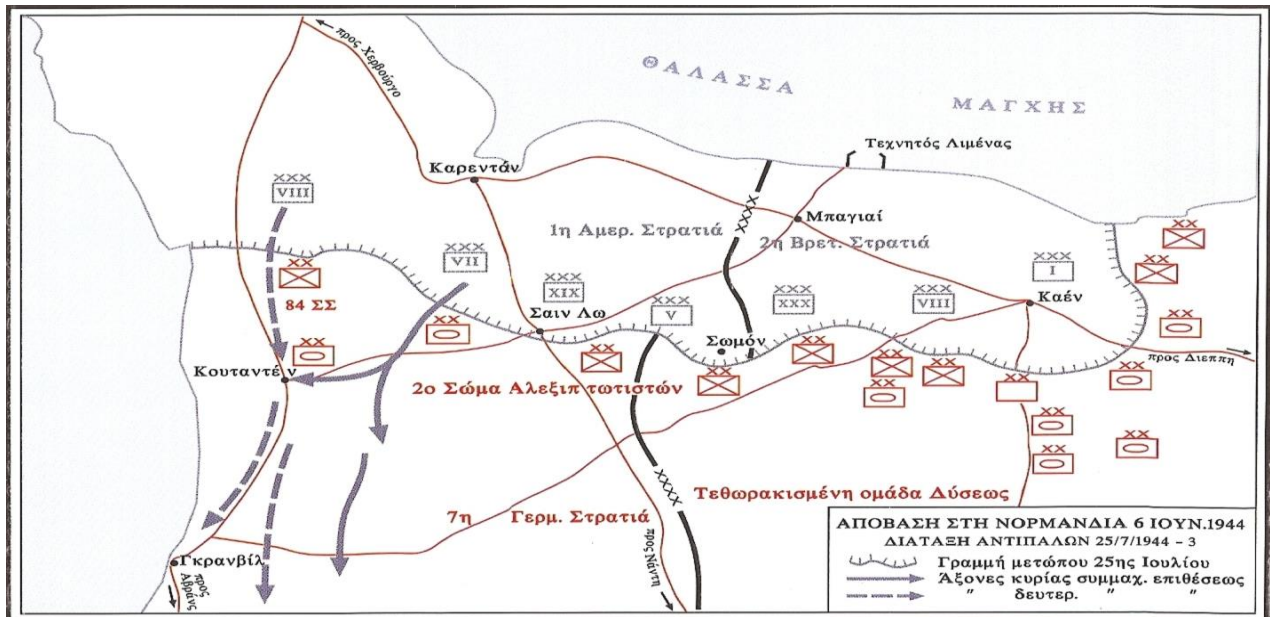 προς Χερβούργο
ΘΑΛΑΣΣΑ
ΜΑΓΧΗΣ
Τεχνητός Λιμένας
Καρεντάν
XXX
VIII
XXXX
Μπαγιαί
1η Αμερ. Στρατιά
2η Βρετ. Στρατιά
XX
XX
XXX
VII
XXX
XIX
XXX
V
XXX
XXX
XXX
VIII
XXX
I
Καέν
XX
84 ΣΣ
Σαιν Λω
XX
XX
XX
XX
Σωμόν
XX
XX
XX
XX
XX
προς Διεππη
Κουταντέν
2ο Σώμα Αλεξιπτωτιστών
XX
XX
XX
XX
XX
XX
XX
XXXX
Τεθωρακισμένη ομάδα Δύσεως
7η Γερμ. Στρατιά
Γκρανβίλ
προς Αβράνς
προς Νάντη
ΑΠΟΒΑΣΗ ΣΤΗ ΝΟΡΜΑΝΔΙΑ 6 ΙΟΥΝ.1944
ΔΙΑΤΑΞΗ ΑΝΤΙΠΑΛΩΝ 25/7/1944 - 3
Γραμμή μετώπου 25ης Ιουλίου
Άξονες κυρίας συμμαχ. επιθέσεως
" δευτερ. " "